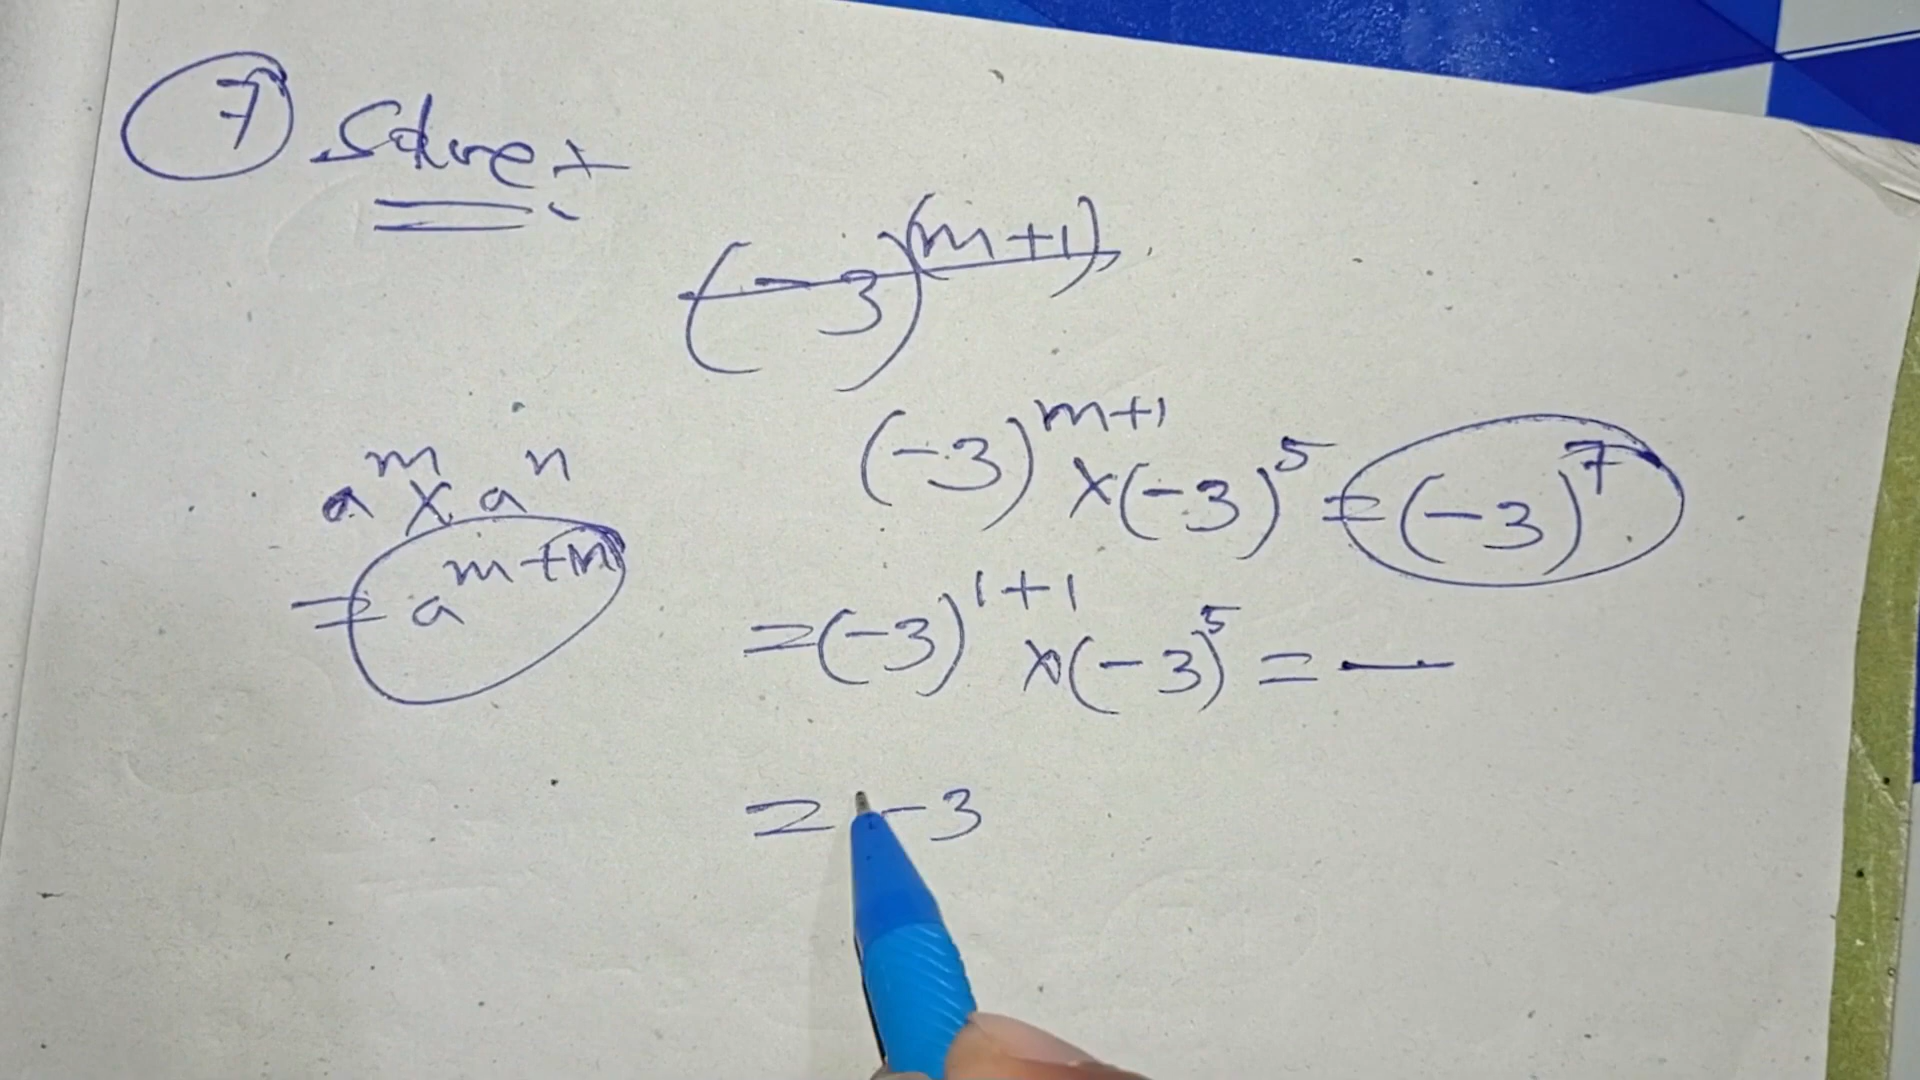 7 Solve :
(-3)^(m+1)
(-3)^m+1 ×(-3)^5 = (-3)^7
a^m × a^n
= a^m+n
=(-3)^1+1 ×(-3)^5 = —
= -3